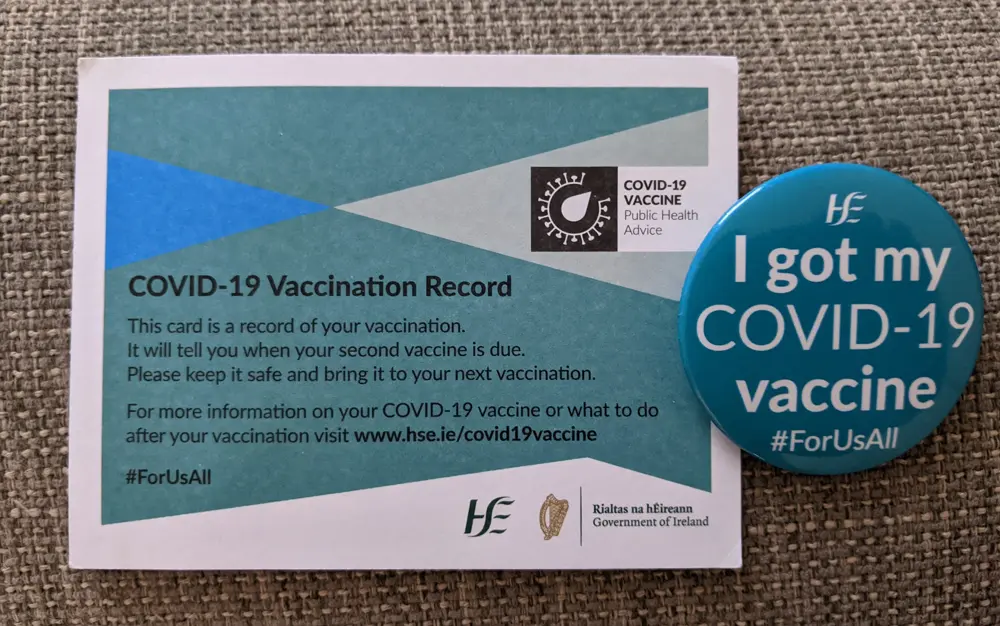 COVID-19
VACCINE
Public Health
Advice
COVID-19 Vaccination Record
This card is a record of your vaccination.
It will tell you when your second vaccine is due.
Please keep it safe and bring it to your next vaccination.
For more information on your COVID-19 vaccine or what to do
after your vaccination visit www.hse.ie/covid19vaccine
#ForUsAll
HSE
Rialtas na hÉireann
Government of Ireland
HSE
I got my
COVID-19
vaccine
#ForUsAll